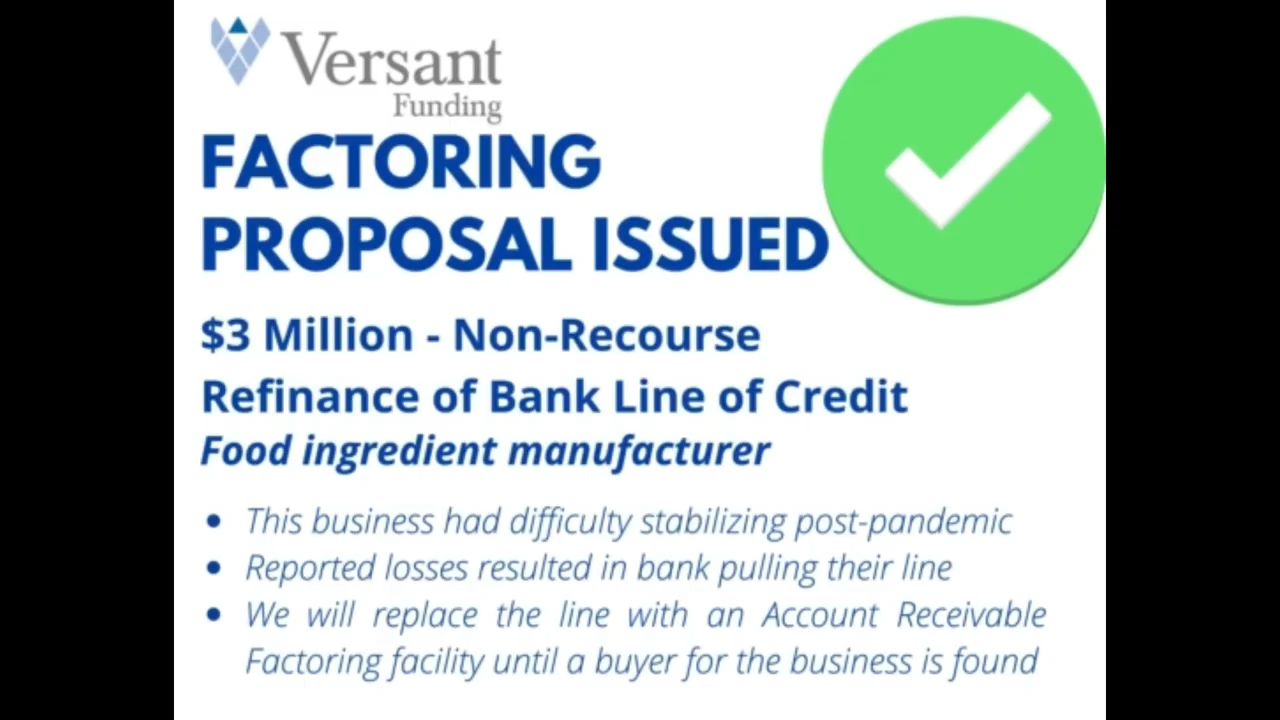 Versant
Funding
FACTORING
PROPOSAL ISSUED
$3 Million - Non-Recourse
Refinance of Bank Line of Credit
Food ingredient manufacturer
• This business had difficulty stabilizing post-pandemic
• Reported losses resulted in bank pulling their line
• We will replace the line with an Account Receivable
Factoring facility until a buyer for the business is found